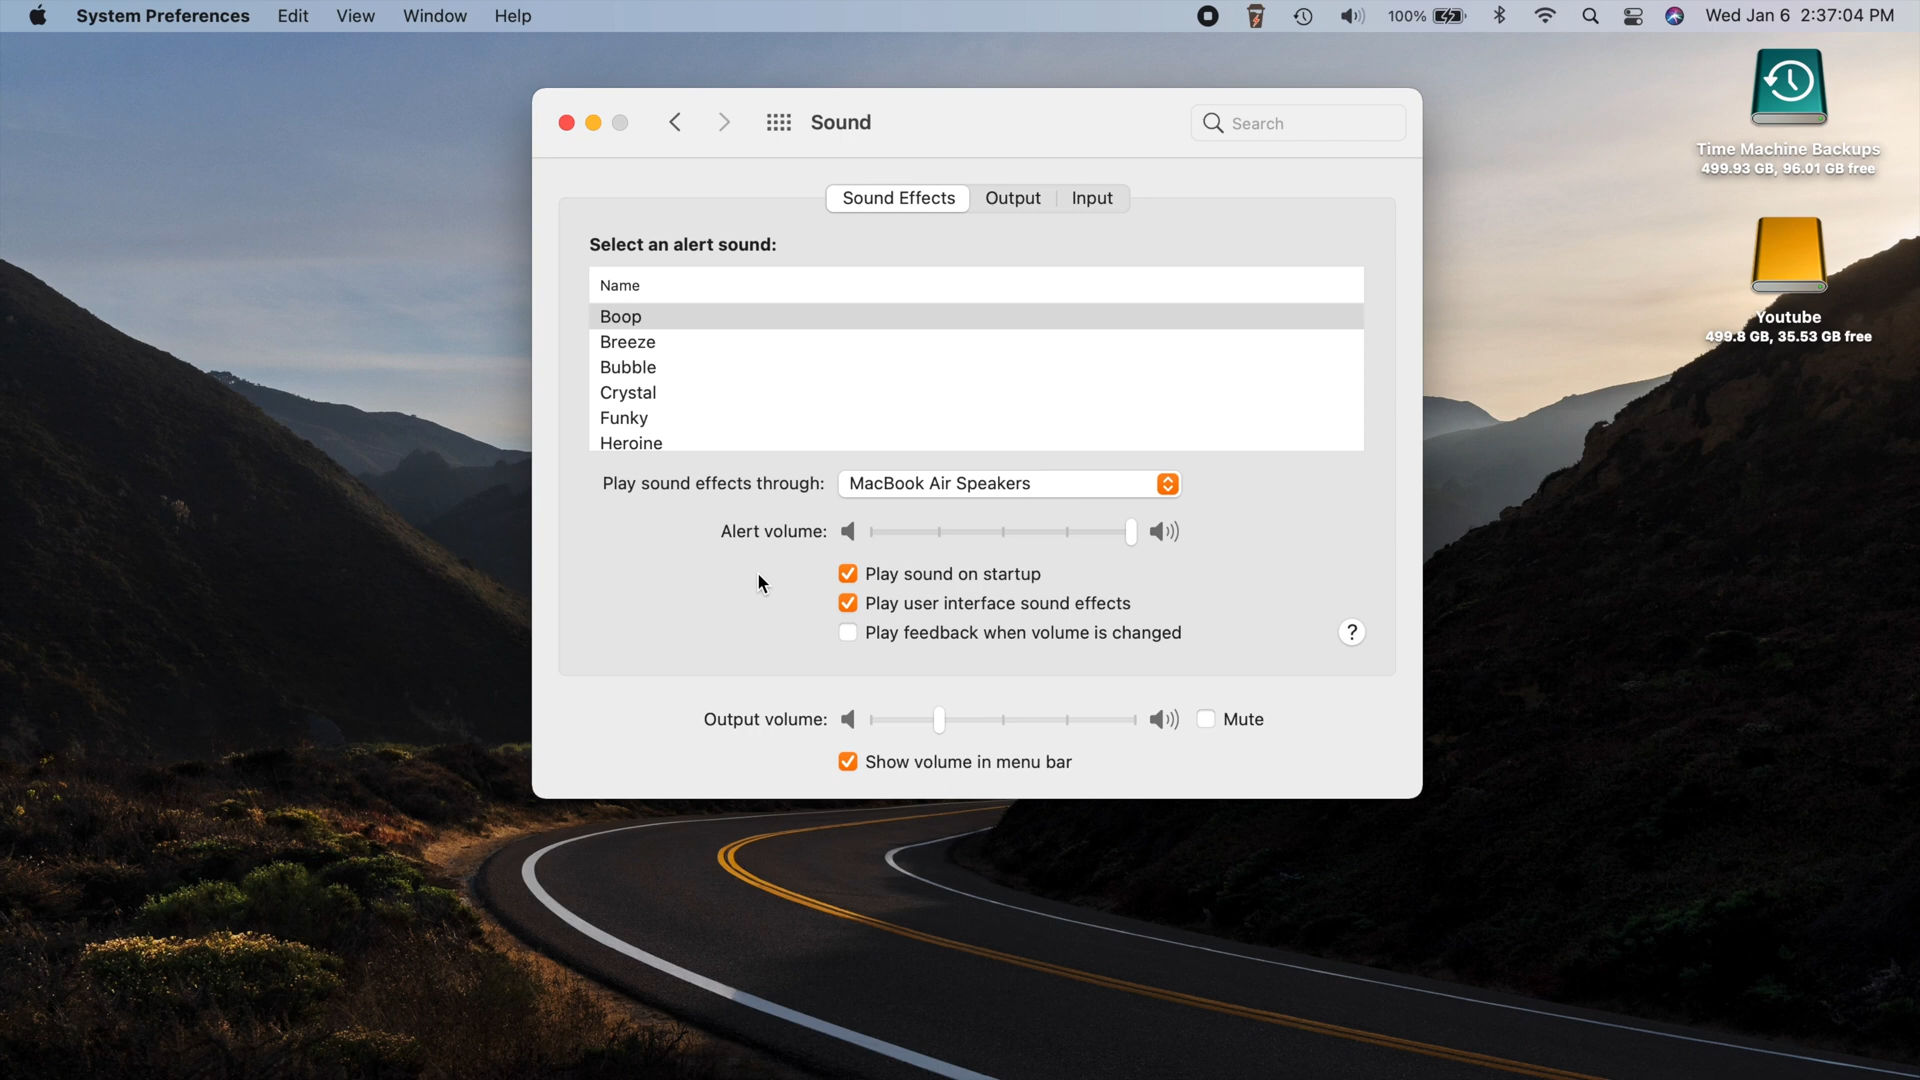 System Preferences Edit View Window Help
100% Wed Jan 6 2:37:04 PM
Time Machine Backups
499.93 GB, 96.01 GB free
Youtube
499.8 GB, 35.53 GB free
Sound
Search
Sound Effects Output Input
Select an alert sound:
Name
Boop
Breeze
Bubble
Crystal
Funky
Heroine
Play sound effects through: MacBook Air Speakers
Alert volume:
Play sound on startup
Play user interface sound effects
Play feedback when volume is changed
?
Output volume: Mute
Show volume in menu bar